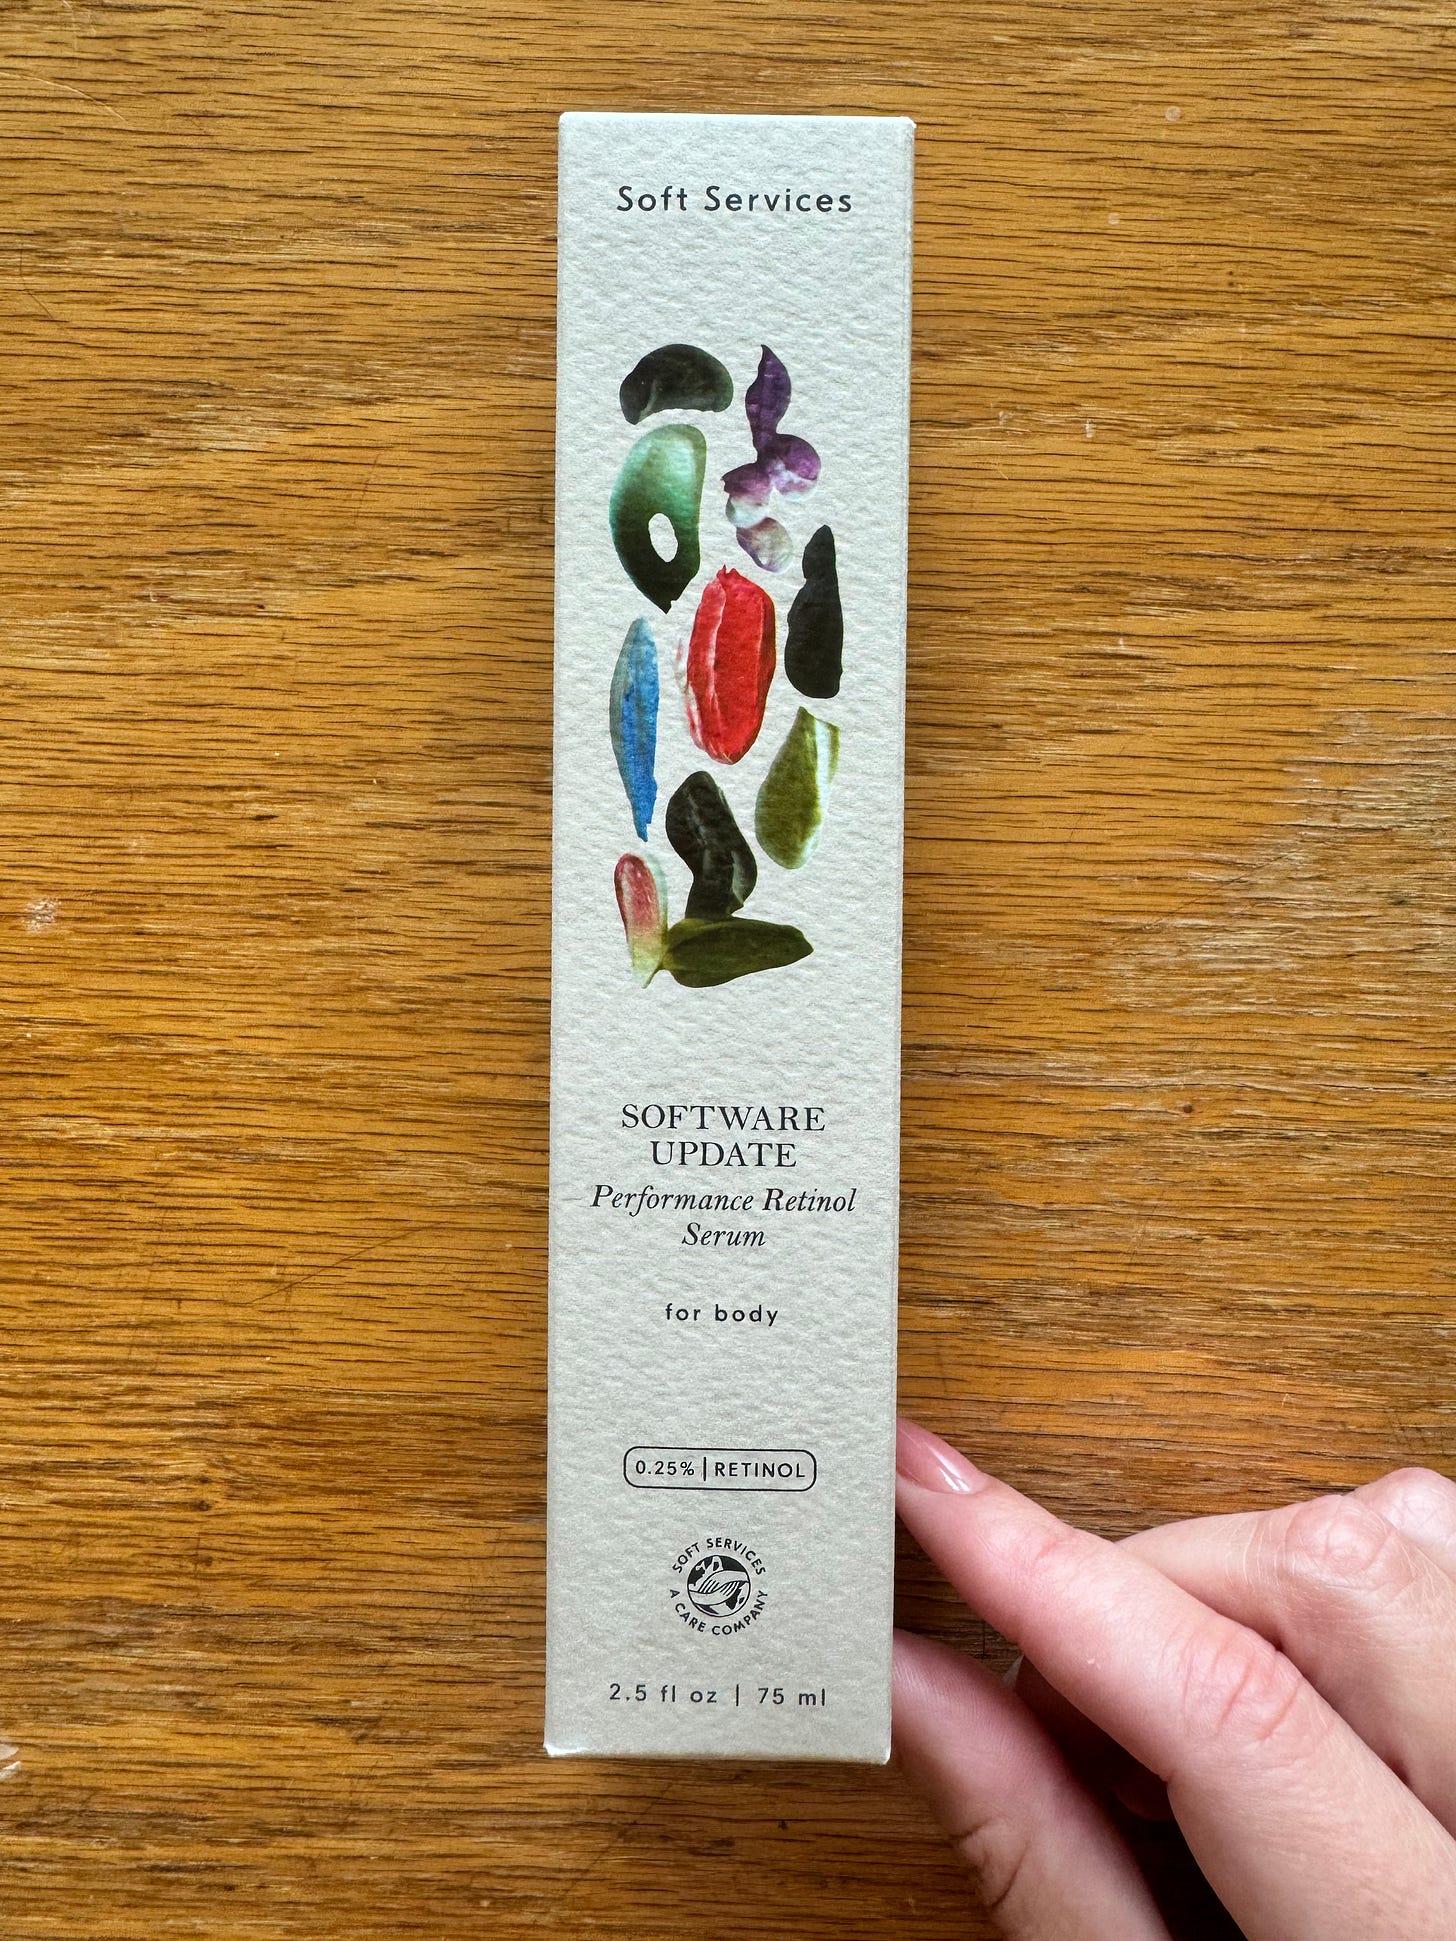 Soft Services
SOFTWARE
UPDATE
Performance Retinol
Serum
for body
0.25% | RETINOL
SOFT SERVICES
A CARE COMPANY
2.5 fl oz | 75 ml